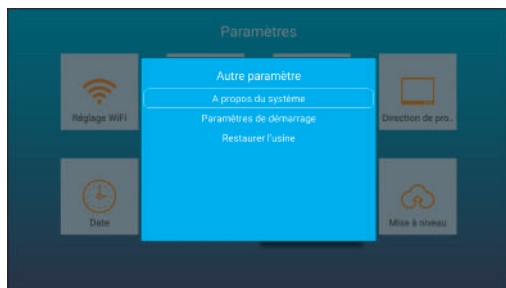 Paramètres
Autre paramètre
A propos du système
Réglage WiFi
Paramètres de démarrage
Direction de pro..
Restaurer l'usine
Date
Mise à niveau